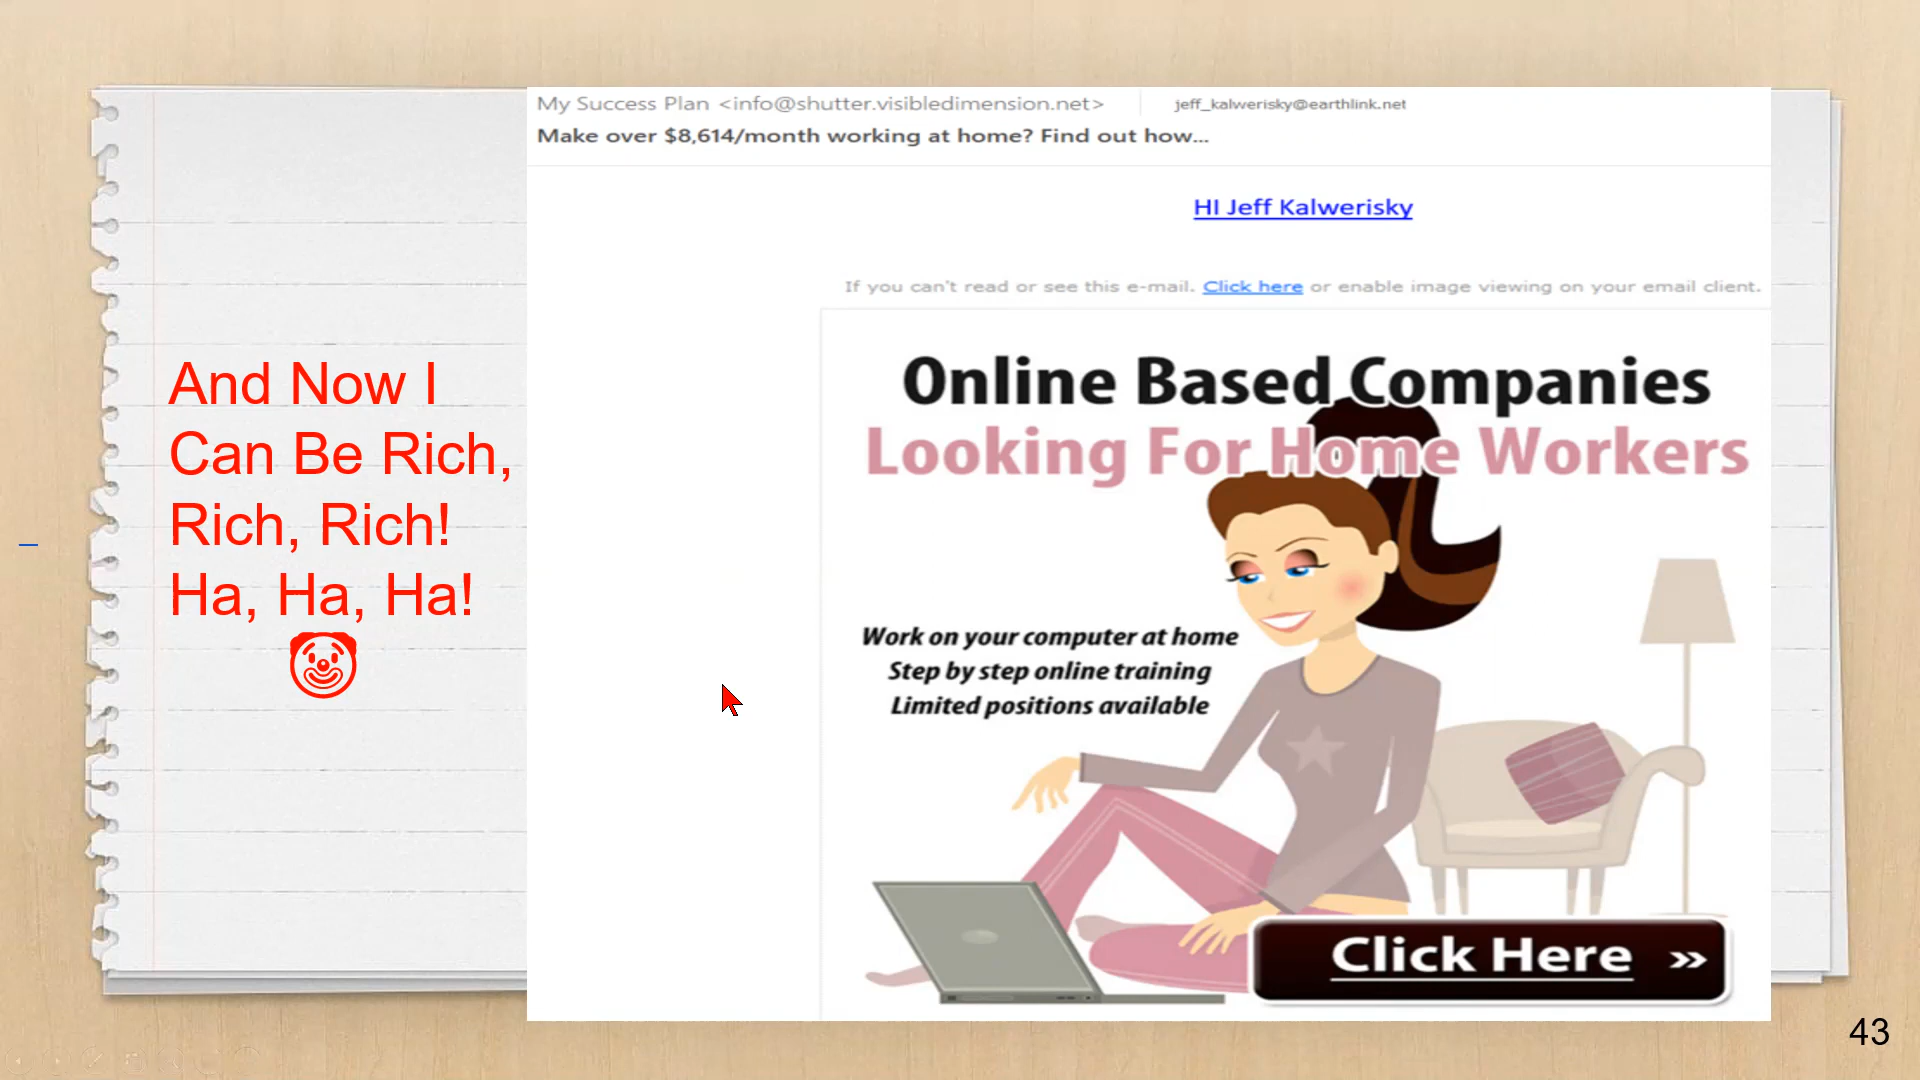 And Now I
Can Be Rich,
Rich, Rich!
Ha, Ha, Ha!
My Success Plan <info@shutter.visibledimension.net>
jeff_kalwerisky@earthlink.net
Make over $8,614/month working at home? Find out how...
HI Jeff Kalwerisky
If you can't read or see this e-mail. Click here or enable image viewing on your email client.
Online Based Companies
Looking For Home Workers
Work on your computer at home
Step by step online training
Limited positions available
Click Here »
43